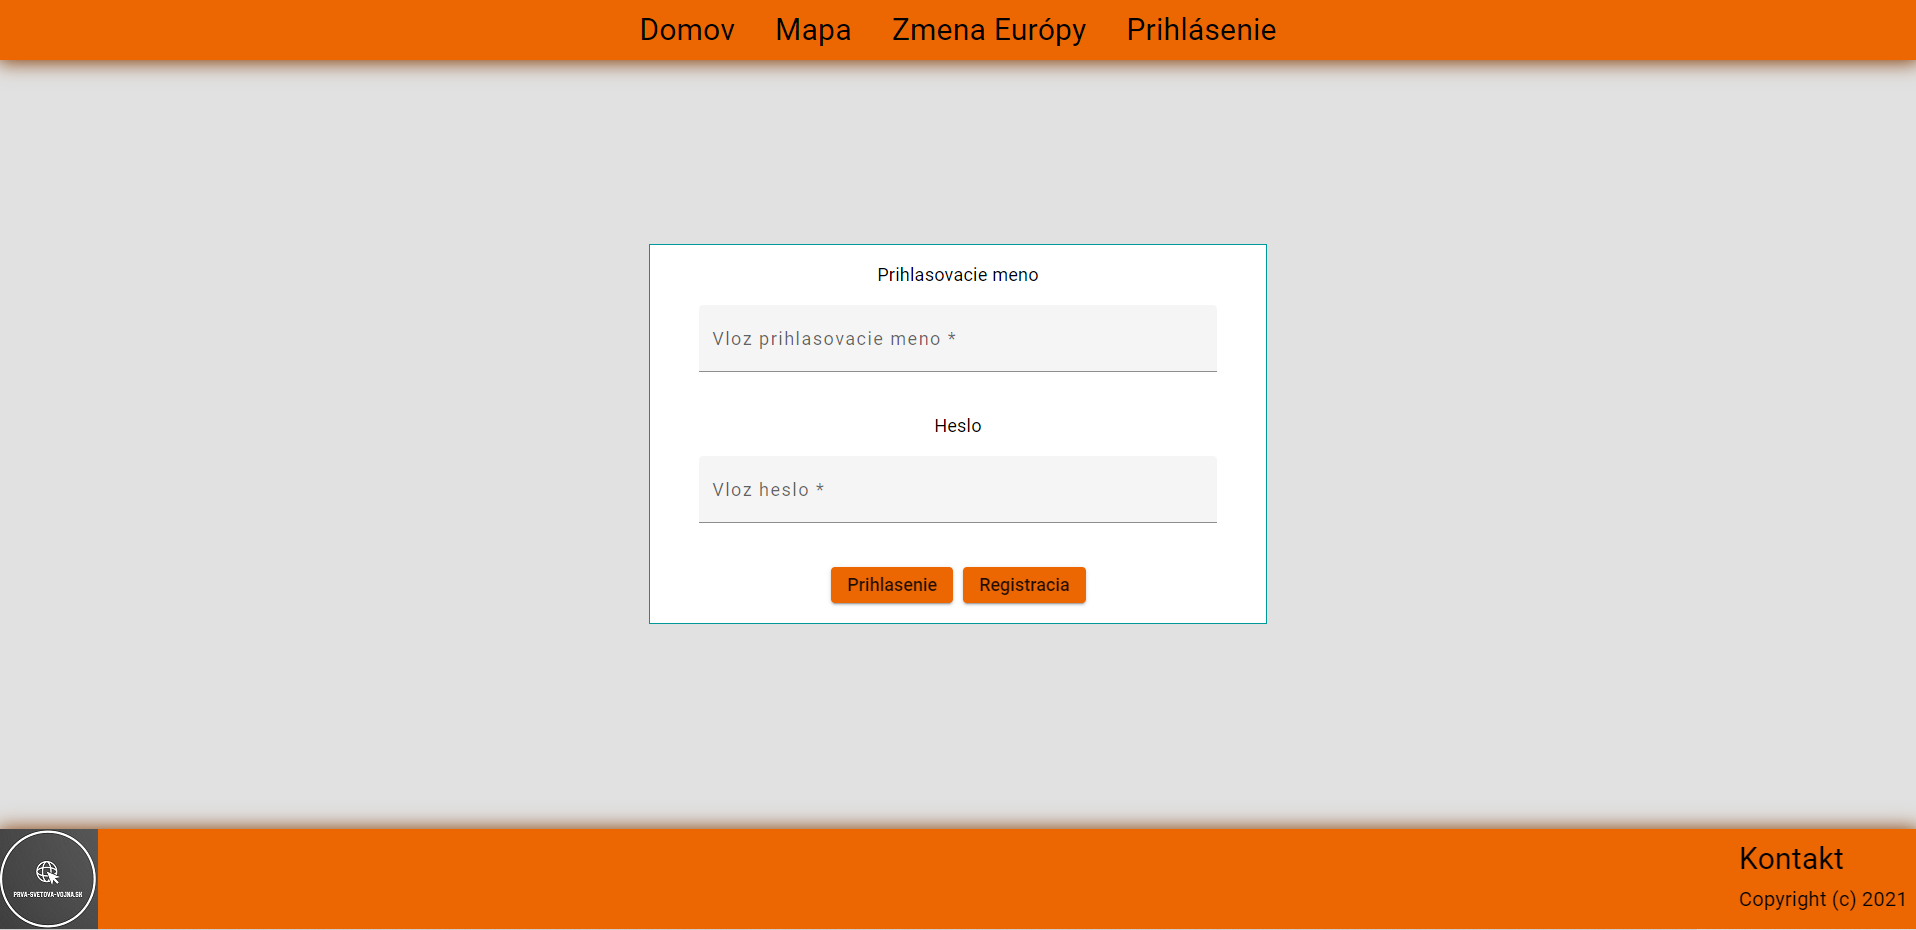 Domov Mapa Zmena Európy Prihlásenie
Prihlasovacie meno
Vloz prihlasovacie meno *
Heslo
Vloz heslo *
Prihlasenie Registracia
PRVA-SVETOVA-VOJNA.SK
Kontakt
Copyright (c) 2021